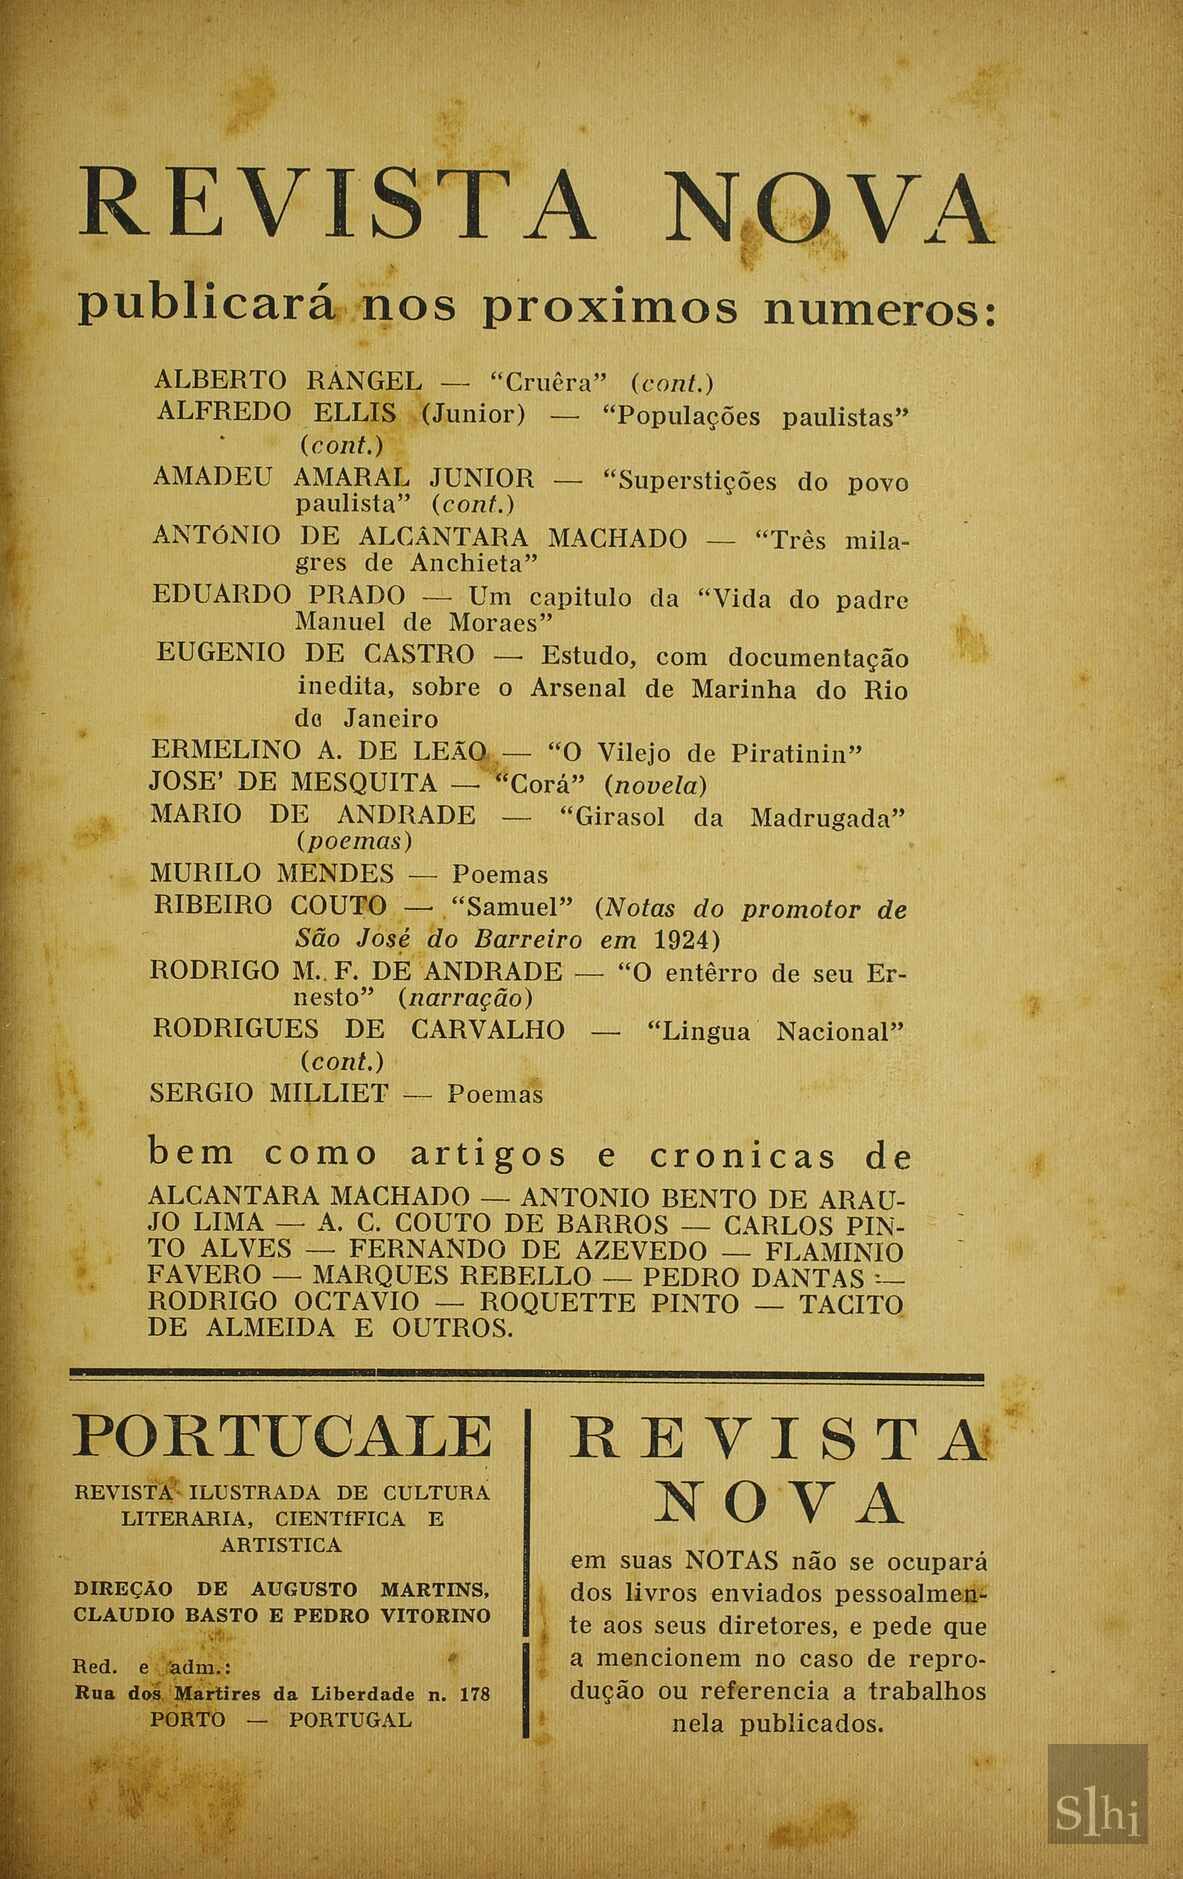 REVISTA NOVA
publicará nos proximos numeros:
ALBERTO RANGEL — “Cruêra” (cont.)
ALFREDO ELLIS (Junior) — “Populações paulistas”
(cont.)
AMADEU AMARAL JUNIOR — “Superstições do povo
paulista” (cont.)
ANTÓNIO DE ALCÂNTARA MACHADO — “Três mila-
gres de Anchieta”
EDUARDO PRADO — Um capitulo da “Vida do padre
Manuel de Moraes”
EUGENIO DE CASTRO — Estudo, com documentação
inedita, sobre o Arsenal de Marinha do Rio
de Janeiro
ERMELINO A. DE LEÃO — “O Vilejo de Piratinin”
JOSE’ DE MESQUITA — “Corá” (novela)
MARIO DE ANDRADE — “Girasol da Madrugada”
(poemas)
MURILO MENDES — Poemas
RIBEIRO COUTO — “Samuel” (Notas do promotor de
São José do Barreiro em 1924)
RODRIGO M. F. DE ANDRADE — “O entêrro de seu Er-
nesto” (narração)
RODRIGUES DE CARVALHO — “Lingua Nacional”
(cont.)
SERGIO MILLIET — Poemas
bem como artigos e cronicas de
ALCANTARA MACHADO — ANTONIO BENTO DE ARAU-
JO LIMA — A. C. COUTO DE BARROS — CARLOS PIN-
TO ALVES — FERNANDO DE AZEVEDO — FLAMINIO
FAVERO — MARQUES REBELLO — PEDRO DANTAS —
RODRIGO OCTAVIO — ROQUETTE PINTO — TACITO
DE ALMEIDA E OUTROS.
PORTUCALE
REVISTA ILUSTRADA DE CULTURA
LITERARIA, CIENTÍFICA E
ARTISTICA
DIREÇÃO DE AUGUSTO MARTINS,
CLAUDIO BASTO E PEDRO VITORINO
Red. e adm.:
Rua dos Martires da Liberdade n. 178
PORTO — PORTUGAL
REVISTA
NOVA
em suas NOTAS não se ocupará
dos livros enviados pessoalmen-
te aos seus diretores, e pede que
a mencionem no caso de repro-
dução ou referencia a trabalhos
nela publicados.
Slhi